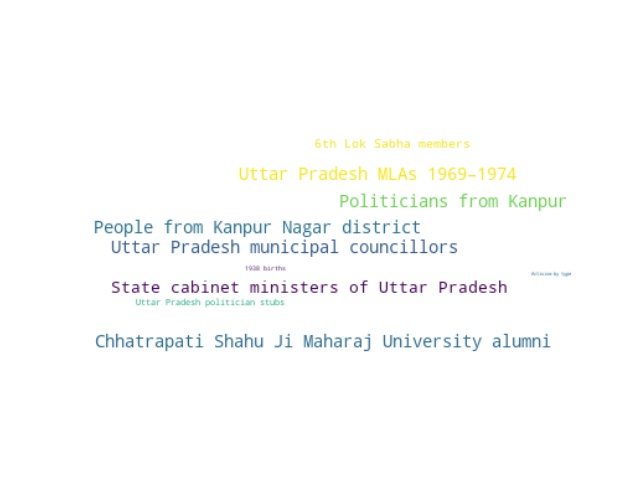 6th Lok Sabha members
Uttar Pradesh MLAs 1969–1974
Politicians from Kanpur
People from Kanpur Nagar district
Uttar Pradesh municipal councillors
1938 births
by type
State cabinet ministers of Uttar Pradesh
Uttar Pradesh politician stubs
Chhatrapati Shahu Ji Maharaj University alumni